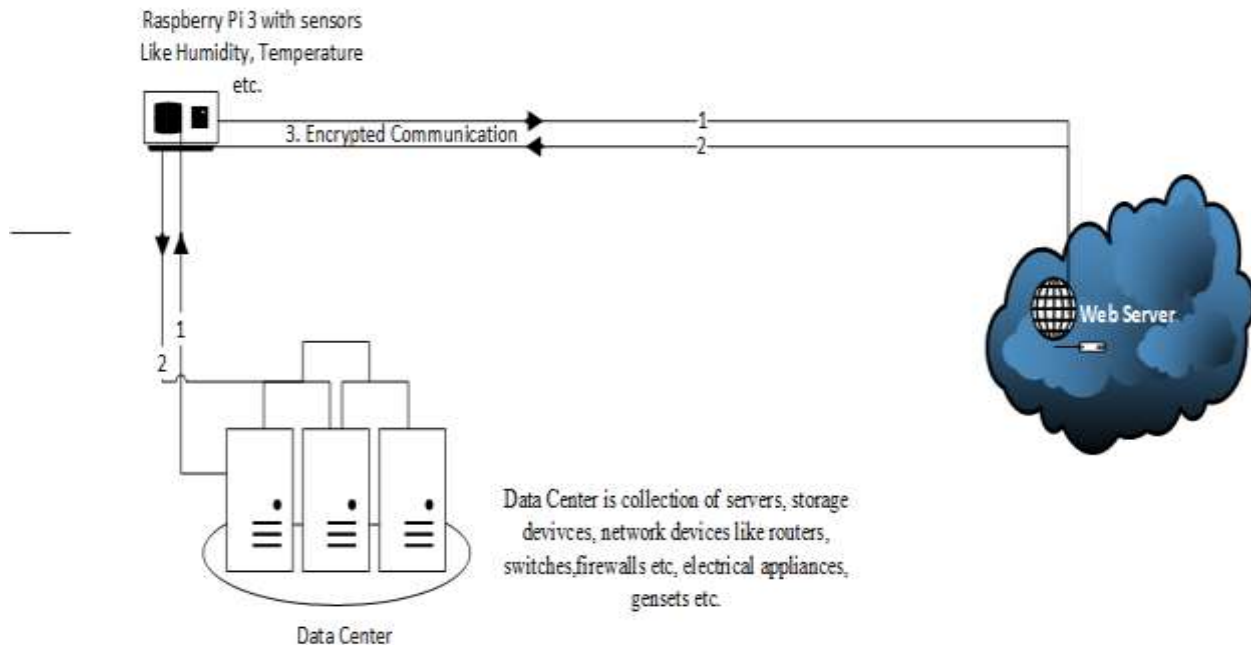 Raspberry Pi 3 with sensors
Like Humidity, Temperature
etc.
1
3. Encrypted Communication
2
Web Server
1
2
Data Center is collection of servers, storage
devivces, network devices like routers,
switches,firewalls etc, electrical appliances,
gensets etc.
Data Center